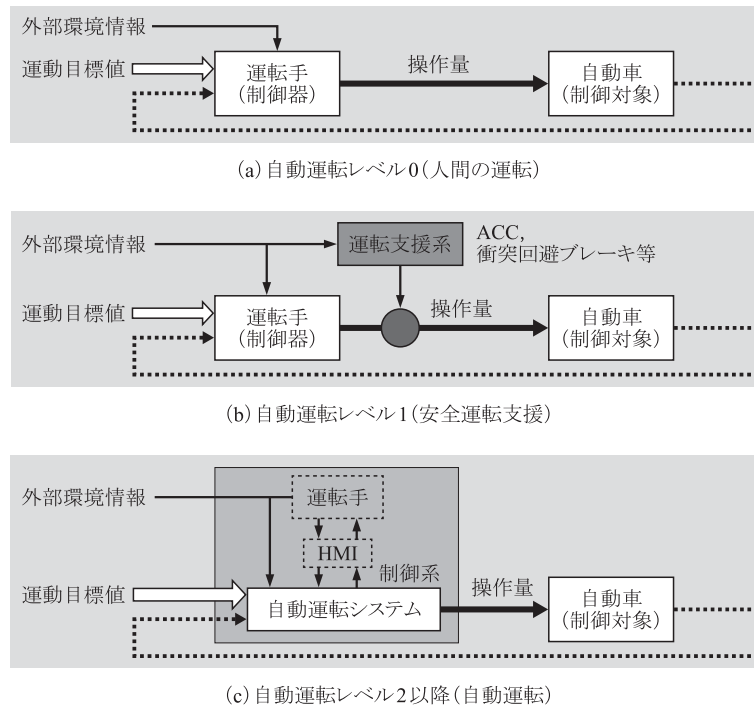 外部環境情報
運動目標値
運転手
(制御器)
操作量
自動車
(制御対象)
(a)自動運転レベル0(人間の運転)
外部環境情報
運転支援系
ACC,
衝突回避ブレーキ等
運動目標値
運転手
(制御器)
操作量
自動車
(制御対象)
(b)自動運転レベル1(安全運転支援)
外部環境情報
運転手
HMI
制御系
運動目標値
自動運転システム
操作量
自動車
(制御対象)
(c)自動運転レベル2以降(自動運転)